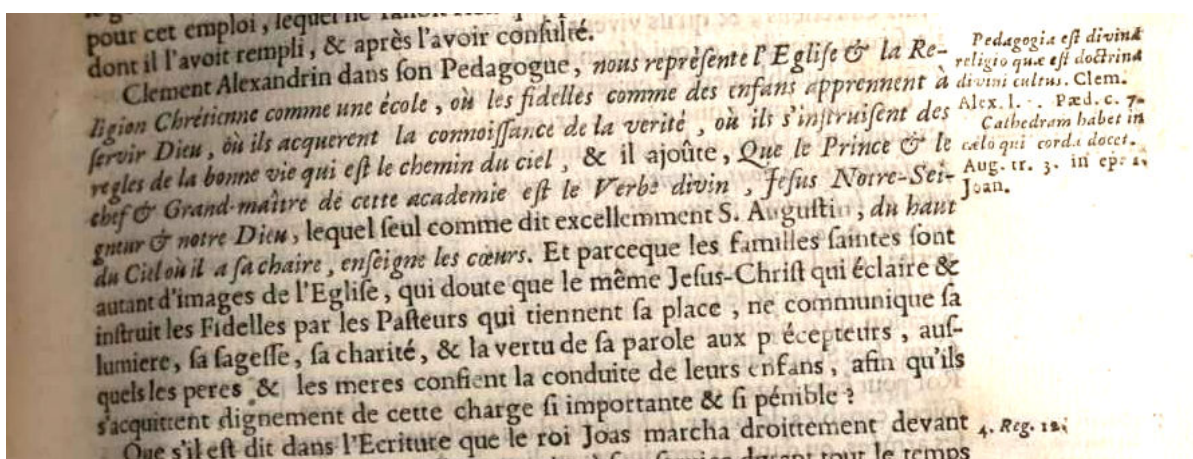 pour cet emploi, lequel ne
dont il l'avoit rempli, & après l'avoir consulté.
Clement Alexandrin dans ſon Pedagogue, nous repréſente l'Egliſe & la Re-
ligion Chrétienne comme une école, où les fidelles comme des enfans apprennent à
ſervir Dieu, où ils acquerent la connoiſſance de la verité, où ils s'inſtruiſent des
regles de la bonne vie qui eſt le chemin du ciel, & il ajoûte, Que le Prince & le
chef & Grand-maître de cette academie eſt le Verbe divin, Jeſus Notre-Sei-
gneur & notre Dieu, lequel ſeul comme dit excellemment S. Auguſtin, du haut
du Ciel où il a ſa chaire, enſeigne les cœurs. Et parceque les familles ſaintes ſont
autant d'images de l'Egliſe, qui doute que le même Jeſus-Chriſt qui éclaire &
inſtruit les Fidelles par les Paſteurs qui tiennent ſa place, ne communique ſa
lumiere, ſa ſageſſe, ſa charité, & la vertu de ſa parole aux p écepteurs, auſ-
quels les peres & les meres confient la conduite de leurs enfans, afin qu'ils
s'acquittent dignement de cette charge ſi importante & ſi pénible ?
Que s'il eſt dit dans l'Ecriture que le roi Joas marcha droittement devant
durant tout le temps
Pedagogia eſt divina
religio quæ eſt doctrina
divini cultus. Clem.
Alex. l. . Pæd. c. 7.
Cathedram habet in
cælo qui corda docet.
Aug. tr. 3. in ep. 1.
Joan.
4. Reg. 12.